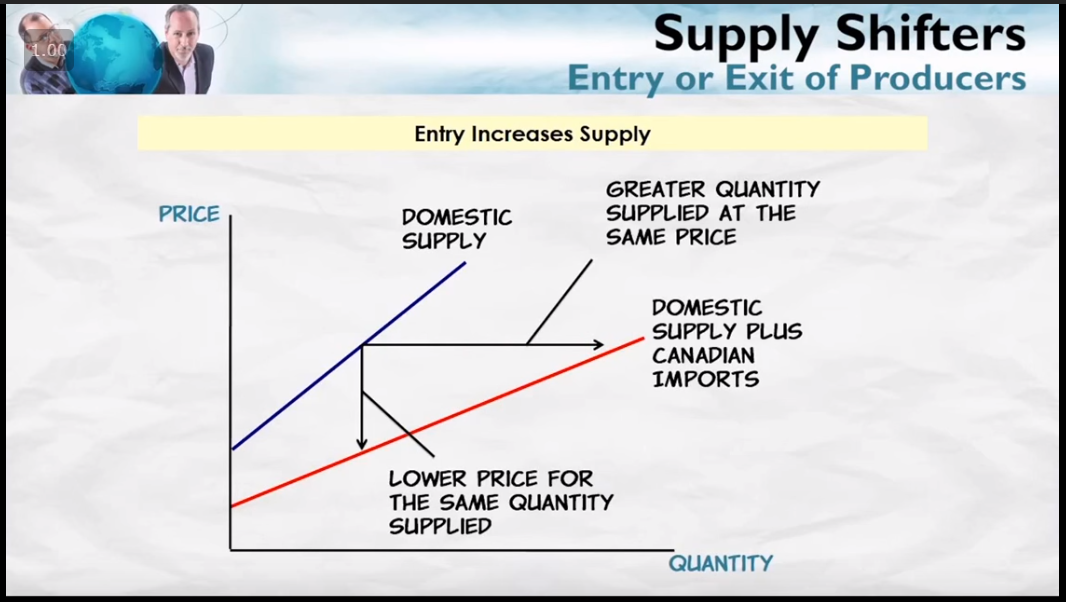 1.00
Supply Shifters
Entry or Exit of Producers
Entry Increases Supply
PRICE
DOMESTIC
SUPPLY
GREATER QUANTITY
SUPPLIED AT THE
SAME PRICE
DOMESTIC
SUPPLY PLUS
CANADIAN
IMPORTS
LOWER PRICE FOR
THE SAME QUANTITY
SUPPLIED
QUANTITY